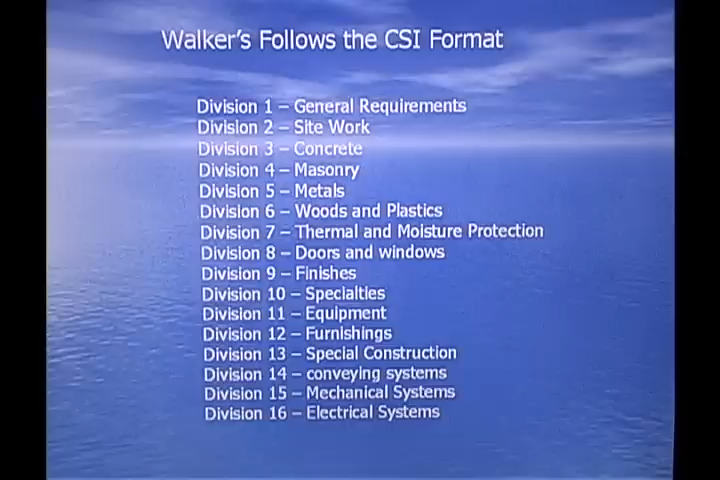 Walker's Follows the CSI Format
Division 1 – General Requirements
Division 2 – Site Work
Division 3 – Concrete
Division 4 – Masonry
Division 5 – Metals
Division 6 – Woods and Plastics
Division 7 – Thermal and Moisture Protection
Division 8 – Doors and windows
Division 9 – Finishes
Division 10 – Specialties
Division 11 – Equipment
Division 12 – Furnishings
Division 13 – Special Construction
Division 14 – conveying systems
Division 15 – Mechanical Systems
Division 16 – Electrical Systems